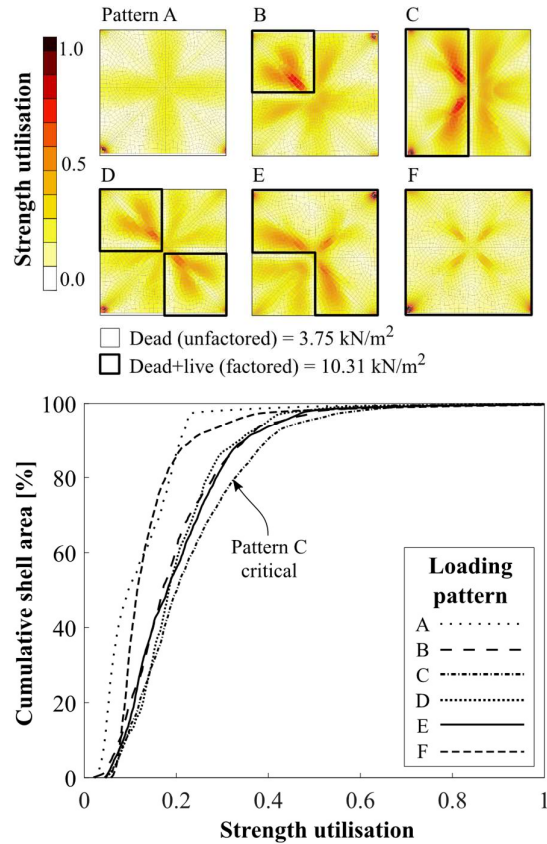 Pattern A
B
C
1.0
0.5
0.0
Strength utilisation
D
E
F
Dead (unfactored) = 3.75 kN/m²
Dead+live (factored) = 10.31 kN/m²
100
80
60
40
20
0
Cumulative shell area [%]
Pattern C
critical
Loading
pattern
A
B
C
D
E
F
0
0.2
0.4
0.6
0.8
1
Strength utilisation